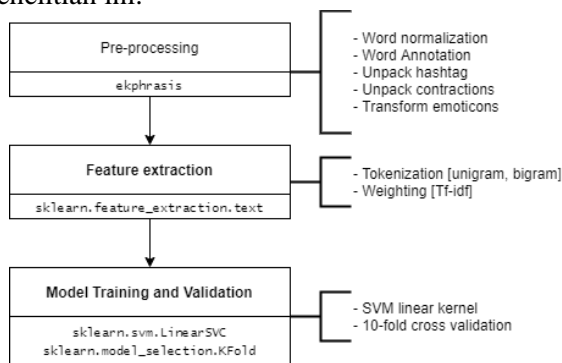 Pre-processing
ekphrasis
- Word normalization
- Word Annotation
- Unpack hashtag
- Unpack contractions
- Transform emoticons
Feature extraction
sklearn.feature_extraction.text
- Tokenization [unigram, bigram]
- Weighting [Tf-idf]
Model Training and Validation
sklearn.svm.LinearSVC
sklearn.model_selection.KFold
- SVM linear kernel
- 10-fold cross validation